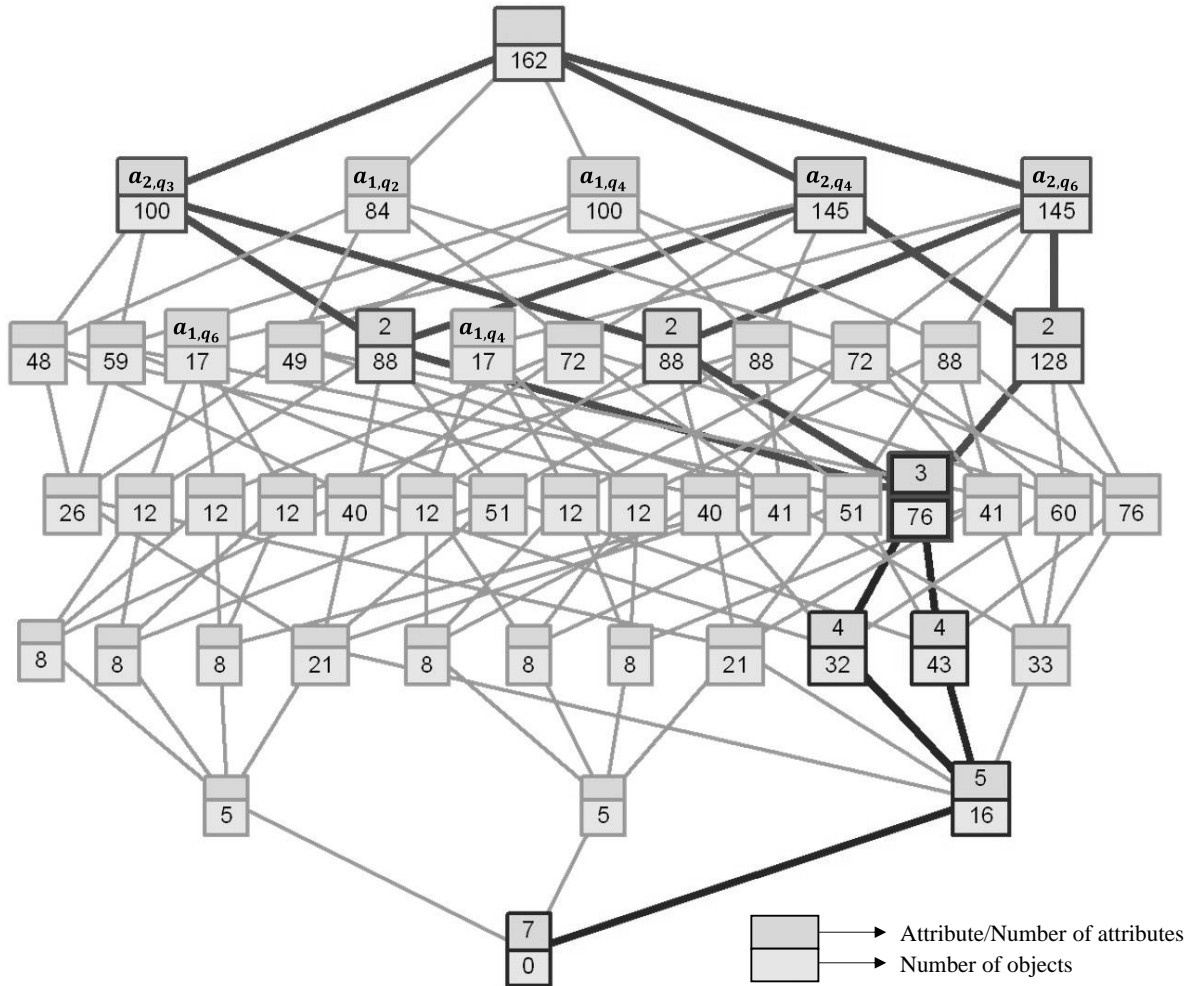 162
a₂,q₃ a₁,q₂ a₁,q₄ a₂,q₄ a₂,q₆
100 84 100 145 145
a₁,q₆ 2 a₁,q₄ 2 2
48 59 17 49 88 17 72 88 88 72 88 128
3
26 12 12 12 40 12 51 12 12 40 41 51 76 41 60 76
4 4
8 8 8 21 8 8 8 21 32 43 33
5
5 5 16
7
0
Attribute/Number of attributes
Number of objects